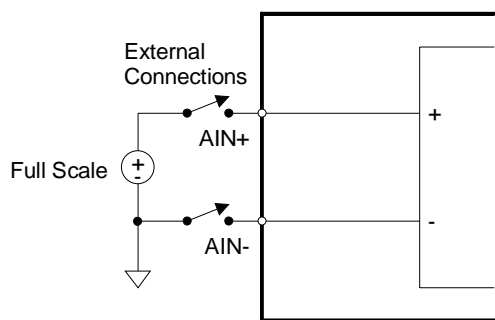 External
Connections
AIN+
+
Full Scale
+
-
AIN-
-